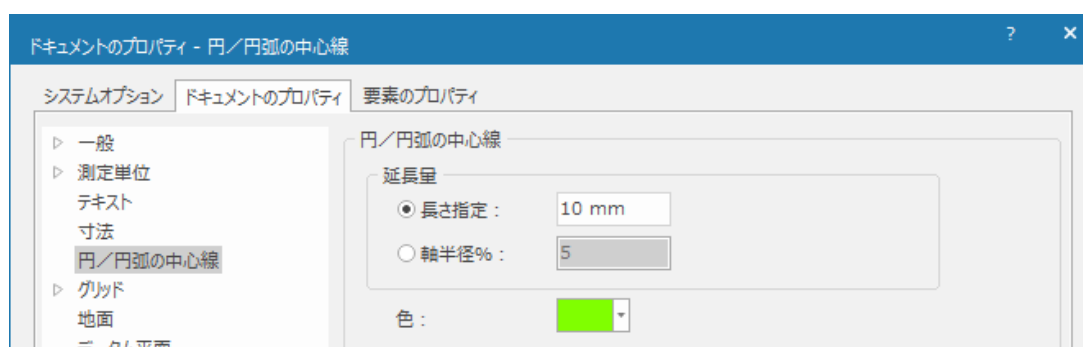 ドキュメントのプロパティ - 円／円弧の中心線
? ×
システムオプション ドキュメントのプロパティ 要素のプロパティ
一般
測定単位
テキスト
寸法
円／円弧の中心線
グリッド
地面
円／円弧の中心線
延長量
長さ指定： 10 mm
軸半径%： 5
色：